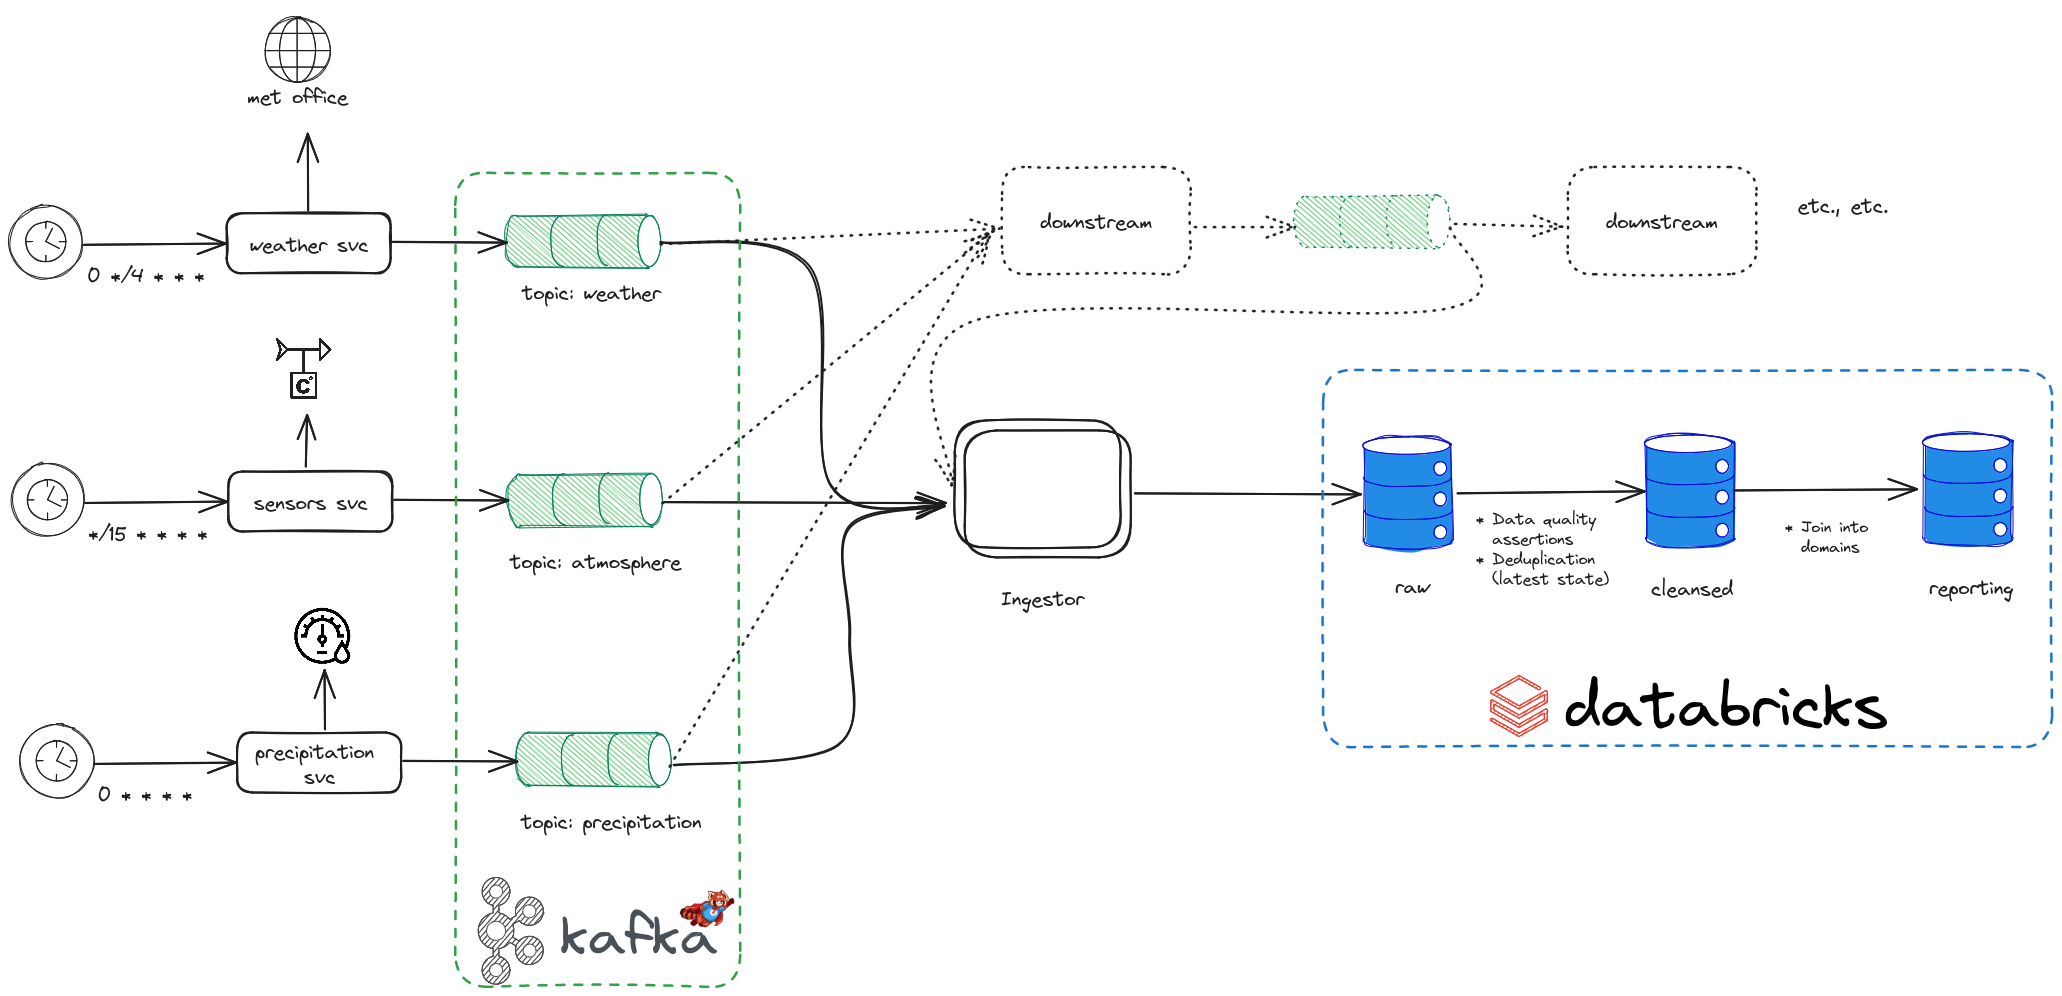 met office
0 */4 * * *
weather svc
topic: weather
downstream
downstream
etc., etc.
C°
*/15 * * * *
sensors svc
topic: atmosphere
Ingestor
raw
* Data quality
assertions
* Deduplication
(latest state)
cleansed
* Join into
domains
reporting
databricks
0 * * * *
precipitation
svc
topic: precipitation
kafka